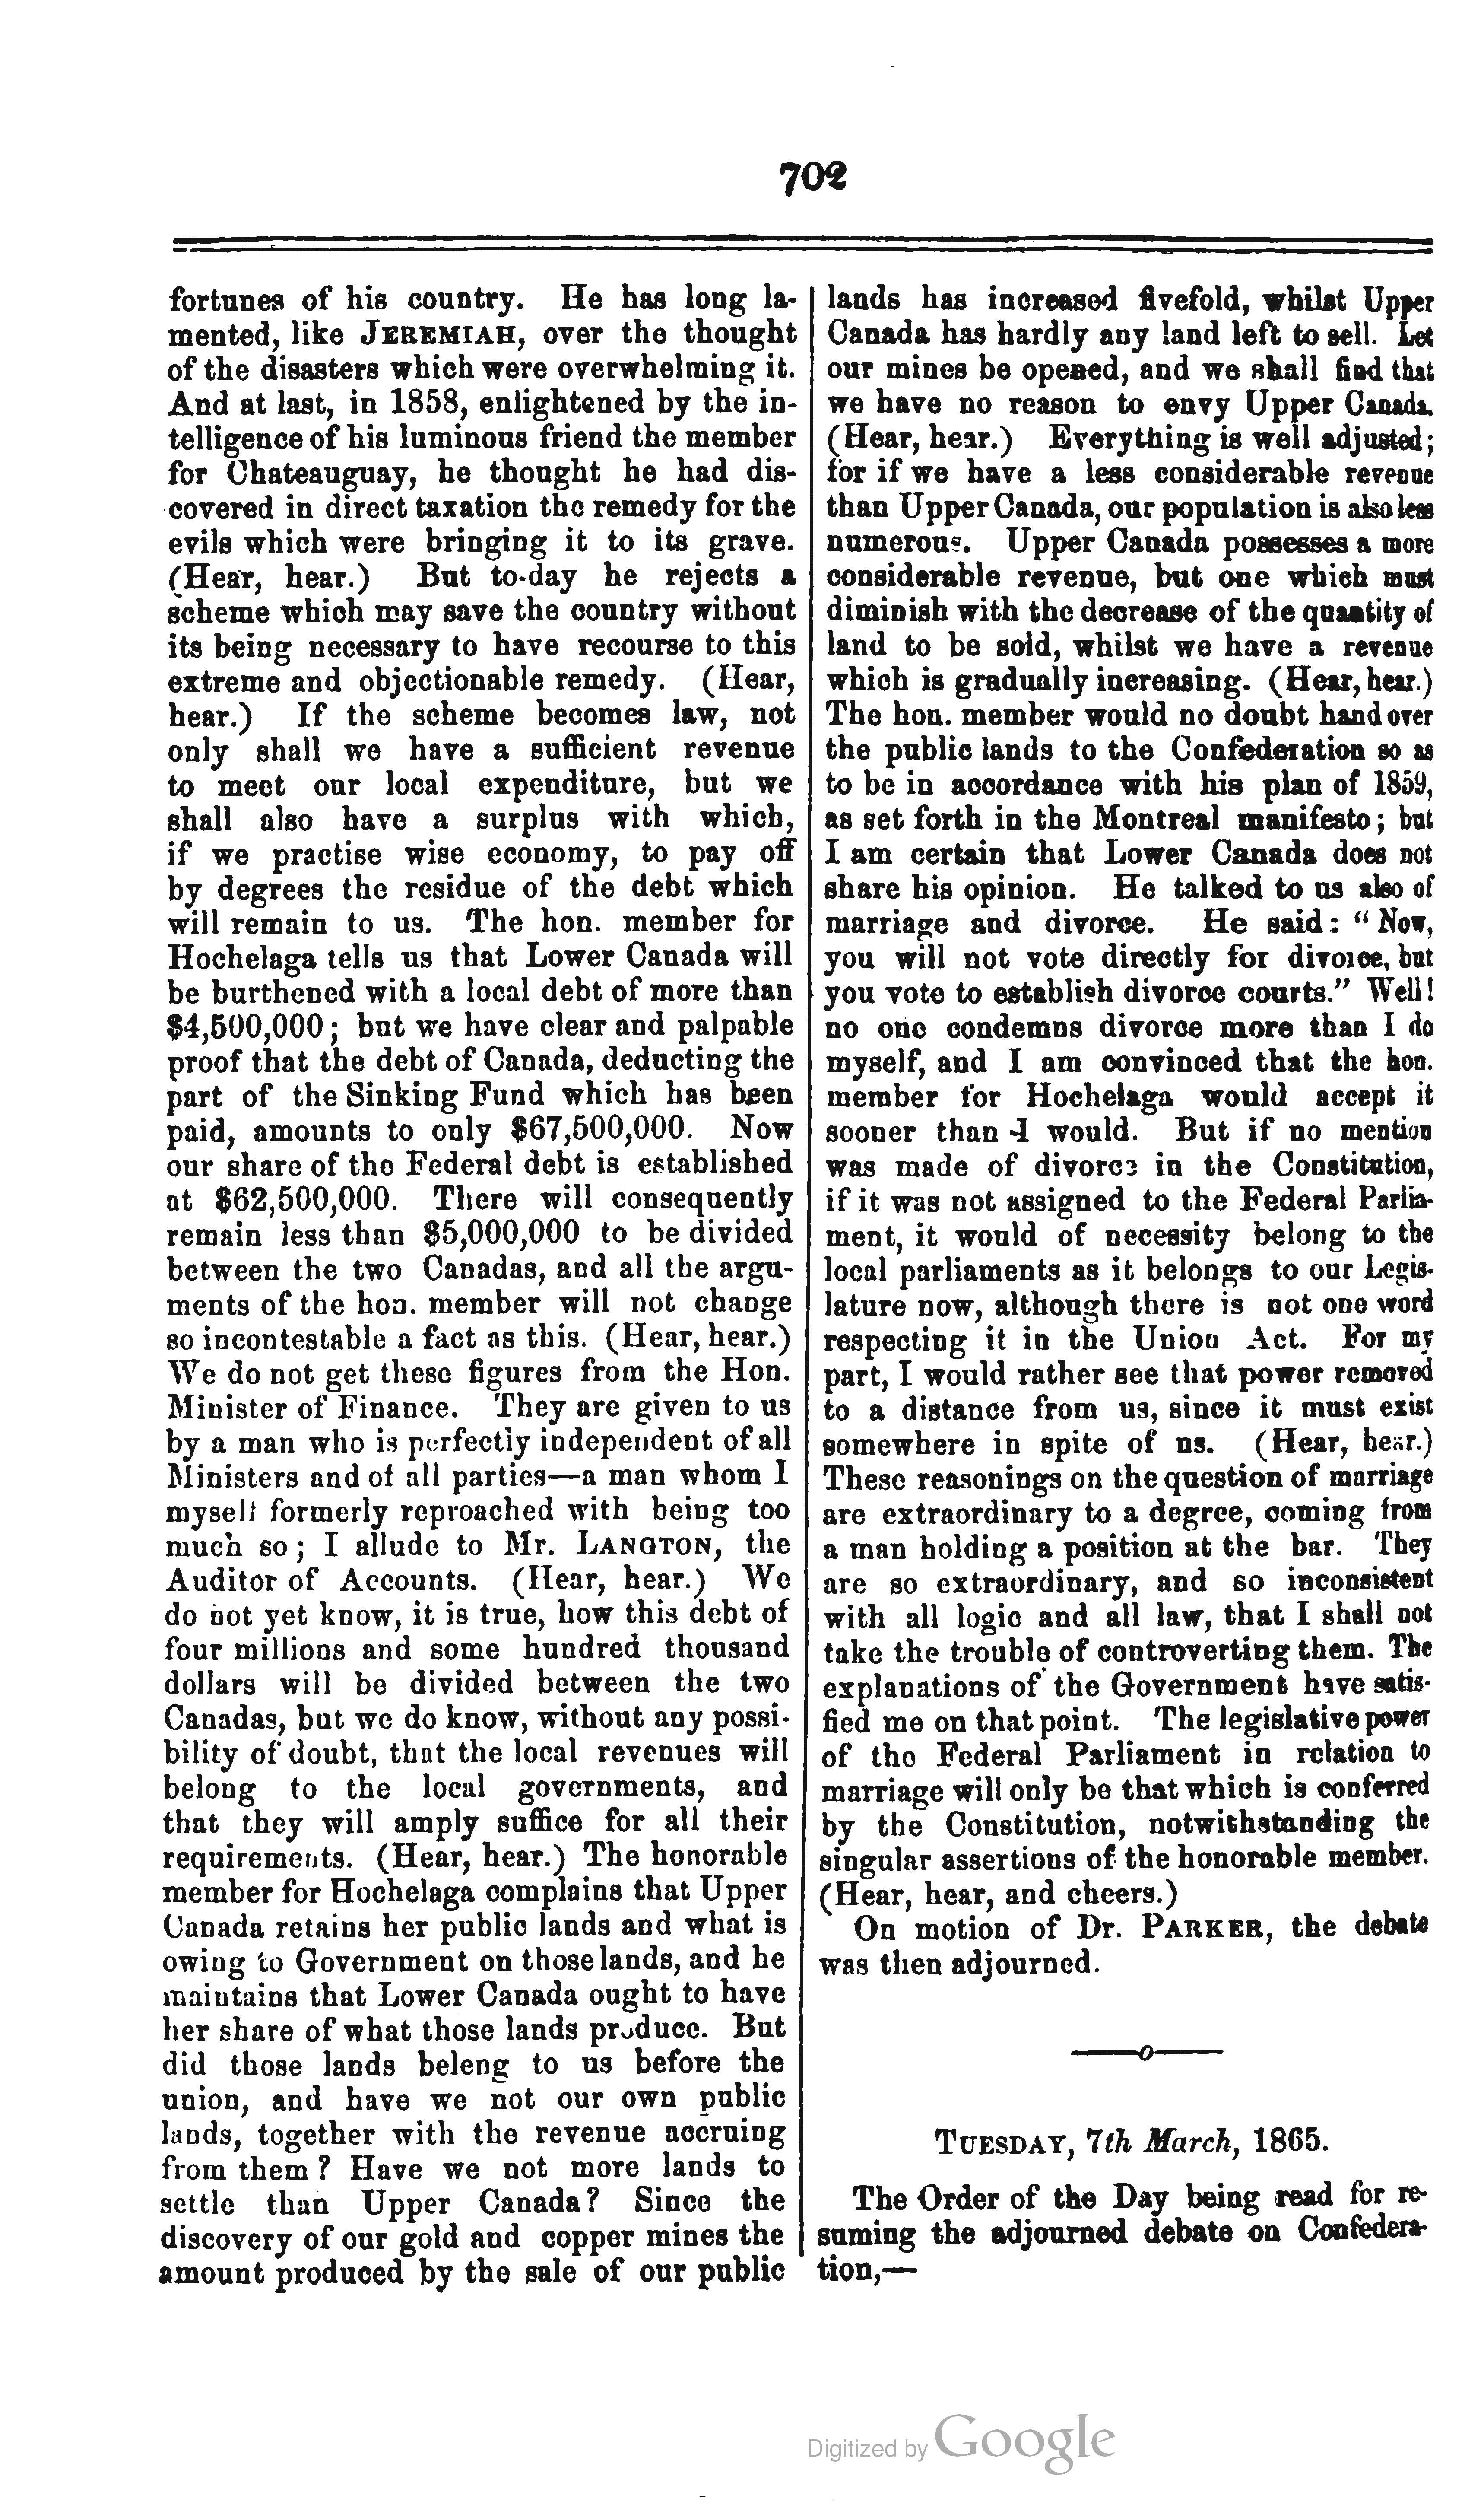 702
fortunes of his country. He has long la-
mented, like JEREMIAH, over the thought
of the disasters which were overwhelming it.
And at last, in 1858, enlightened by the in-
telligence of his luminous friend the member
for Chateauguay, he thought he had dis-
covered in direct taxation the remedy for the
evils which were bringing it to its grave.
(Hear, hear.) But to-day he rejects a
scheme which may save the country without
its being necessary to have recourse to this
extreme and objectionable remedy. (Hear,
hear.) If the scheme becomes law, not
only shall we have a sufficient revenue
to meet our local expenditure, but we
shall also have a surplus with which,
if we practise wise economy, to pay off
by degrees the residue of the debt which
will remain to us. The hon. member for
Hochelaga tells us that Lower Canada will
be burthened with a local debt of more than
$4,500,000; but we have clear and palpable
proof that the debt of Canada, deducting the
part of the Sinking Fund which has been
paid, amounts to only $67,500,000. Now
our share of the Federal debt is established
at $62,500,000. There will consequently
remain less than $5,000,000 to be divided
between the two Canadas, and all the argu-
ments of the hon. member will not change
so incontestable a fact as this. (Hear, hear.)
We do not get these figures from the Hon.
Minister of Finance. They are given to us
by a man who is perfectly independent of all
Ministers and of all parties—a man whom I
myself formerly reproached with being too
much so; I allude to Mr. LANGTON, the
Auditor of Accounts. (Hear, hear.) We
do not yet know, it is true, how this debt of
four millions and some hundred thousand
dollars will be divided between the two
Canadas, but we do know, without any possi-
bility of doubt, that the local revenues will
belong to the local governments, and
that they will amply suffice for all their
requirements. (Hear, hear.) The honorable
member for Hochelaga complains that Upper
Canada retains her public lands and what is
owing to Government on those lands, and he
maintains that Lower Canada ought to have
her share of what those lands produce. But
did those lands beleng to us before the
union, and have we not our own public
lands, together with the revenue accruing
from them? Have we not more lands to
settle than Upper Canada? Since the
discovery of our gold and copper mines the
amount produced by the sale of our public
lands has increased fivefold, whilst Upper
Canada has hardly any land left to sell. Let
our mines be opened, and we shall find that
we have no reason to envy Upper Canada.
(Hear, hear.) Everything is well adjusted;
for if we have a less considerable revenue
than Upper Canada, our population is also less
numerous. Upper Canada possesses a more
considerable revenue, but one which must
diminish with the decrease of the quantity of
land to be sold, whilst we have a revenue
which is gradually increasing. (Hear, hear.)
The hon. member would no doubt hand over
the public lands to the Confederation so as
to be in accordance with his plan of 1859,
as set forth in the Montreal manifesto; but
I am certain that Lower Canada does not
share his opinion. He talked to us also of
marriage and divorce. He said: "Now,
you will not vote directly for divorce, but
you vote to establish divorce courts." Well!
no one condemns divorce more than I do
myself, and I am convinced that the hon.
member for Hochelaga would accept it
sooner than I would. But if no mention
was made of divorce in the Constitution,
if it was not assigned to the Federal Parlia-
ment, it would of necessity belong to the
local parliaments as it belongs to our Legis-
lature now, although there is not one word
respecting it in the Union Act. For my
part, I would rather see that power removed
to a distance from us, since it must exist
somewhere in spite of us. (Hear, hear.)
These reasonings on the question of marriage
are extraordinary to a degree, coming from
a man holding a position at the bar. They
are so extraordinary, and so inconsistent
with all logic and all law, that I shall not
take the trouble of controverting them. The
explanations of the Government have satis-
fied me on that point. The legislative power
of the Federal Parliament in relation to
marriage will only be that which is conferred
by the Constitution, notwithstanding the
singular assertions of the honorable member.
(Hear, hear, and cheers.)
On motion of Dr. PARKER, the debate
was then adjourned.
TUESDAY, 7th March, 1865.
The Order of the Day being read for re-
suming the adjourned debate on Confedera-
tion,—
Digitized by Google